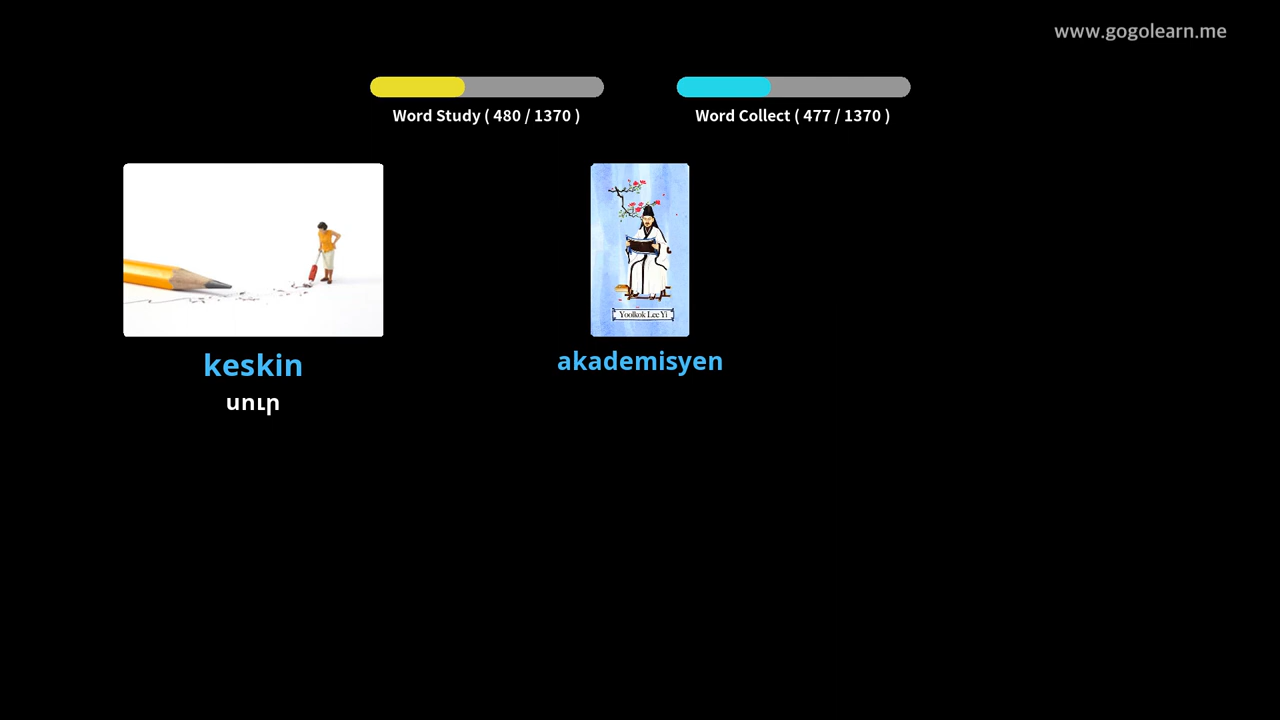 www.gogolearn.me
Word Study ( 480 / 1370 )
Word Collect ( 477 / 1370 )
Yoolkok Lee Yi
keskin
սուր
akademisyen